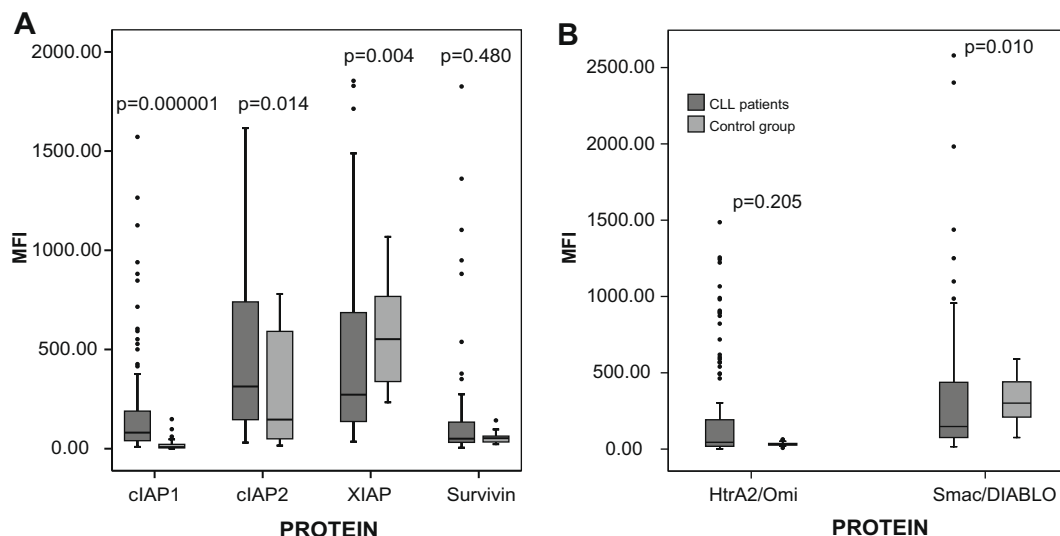 A
2000.00
1500.00
1000.00
500.00
0.00
MFI
p=0.000001
p=0.014
p=0.004
p=0.480
cIAP1
cIAP2
XIAP
Survivin
PROTEIN
B
2500.00
2000.00
1500.00
1000.00
500.00
0.00
MFI
CLL patients
Control group
p=0.205
p=0.010
HtrA2/Omi
Smac/DIABLO
PROTEIN